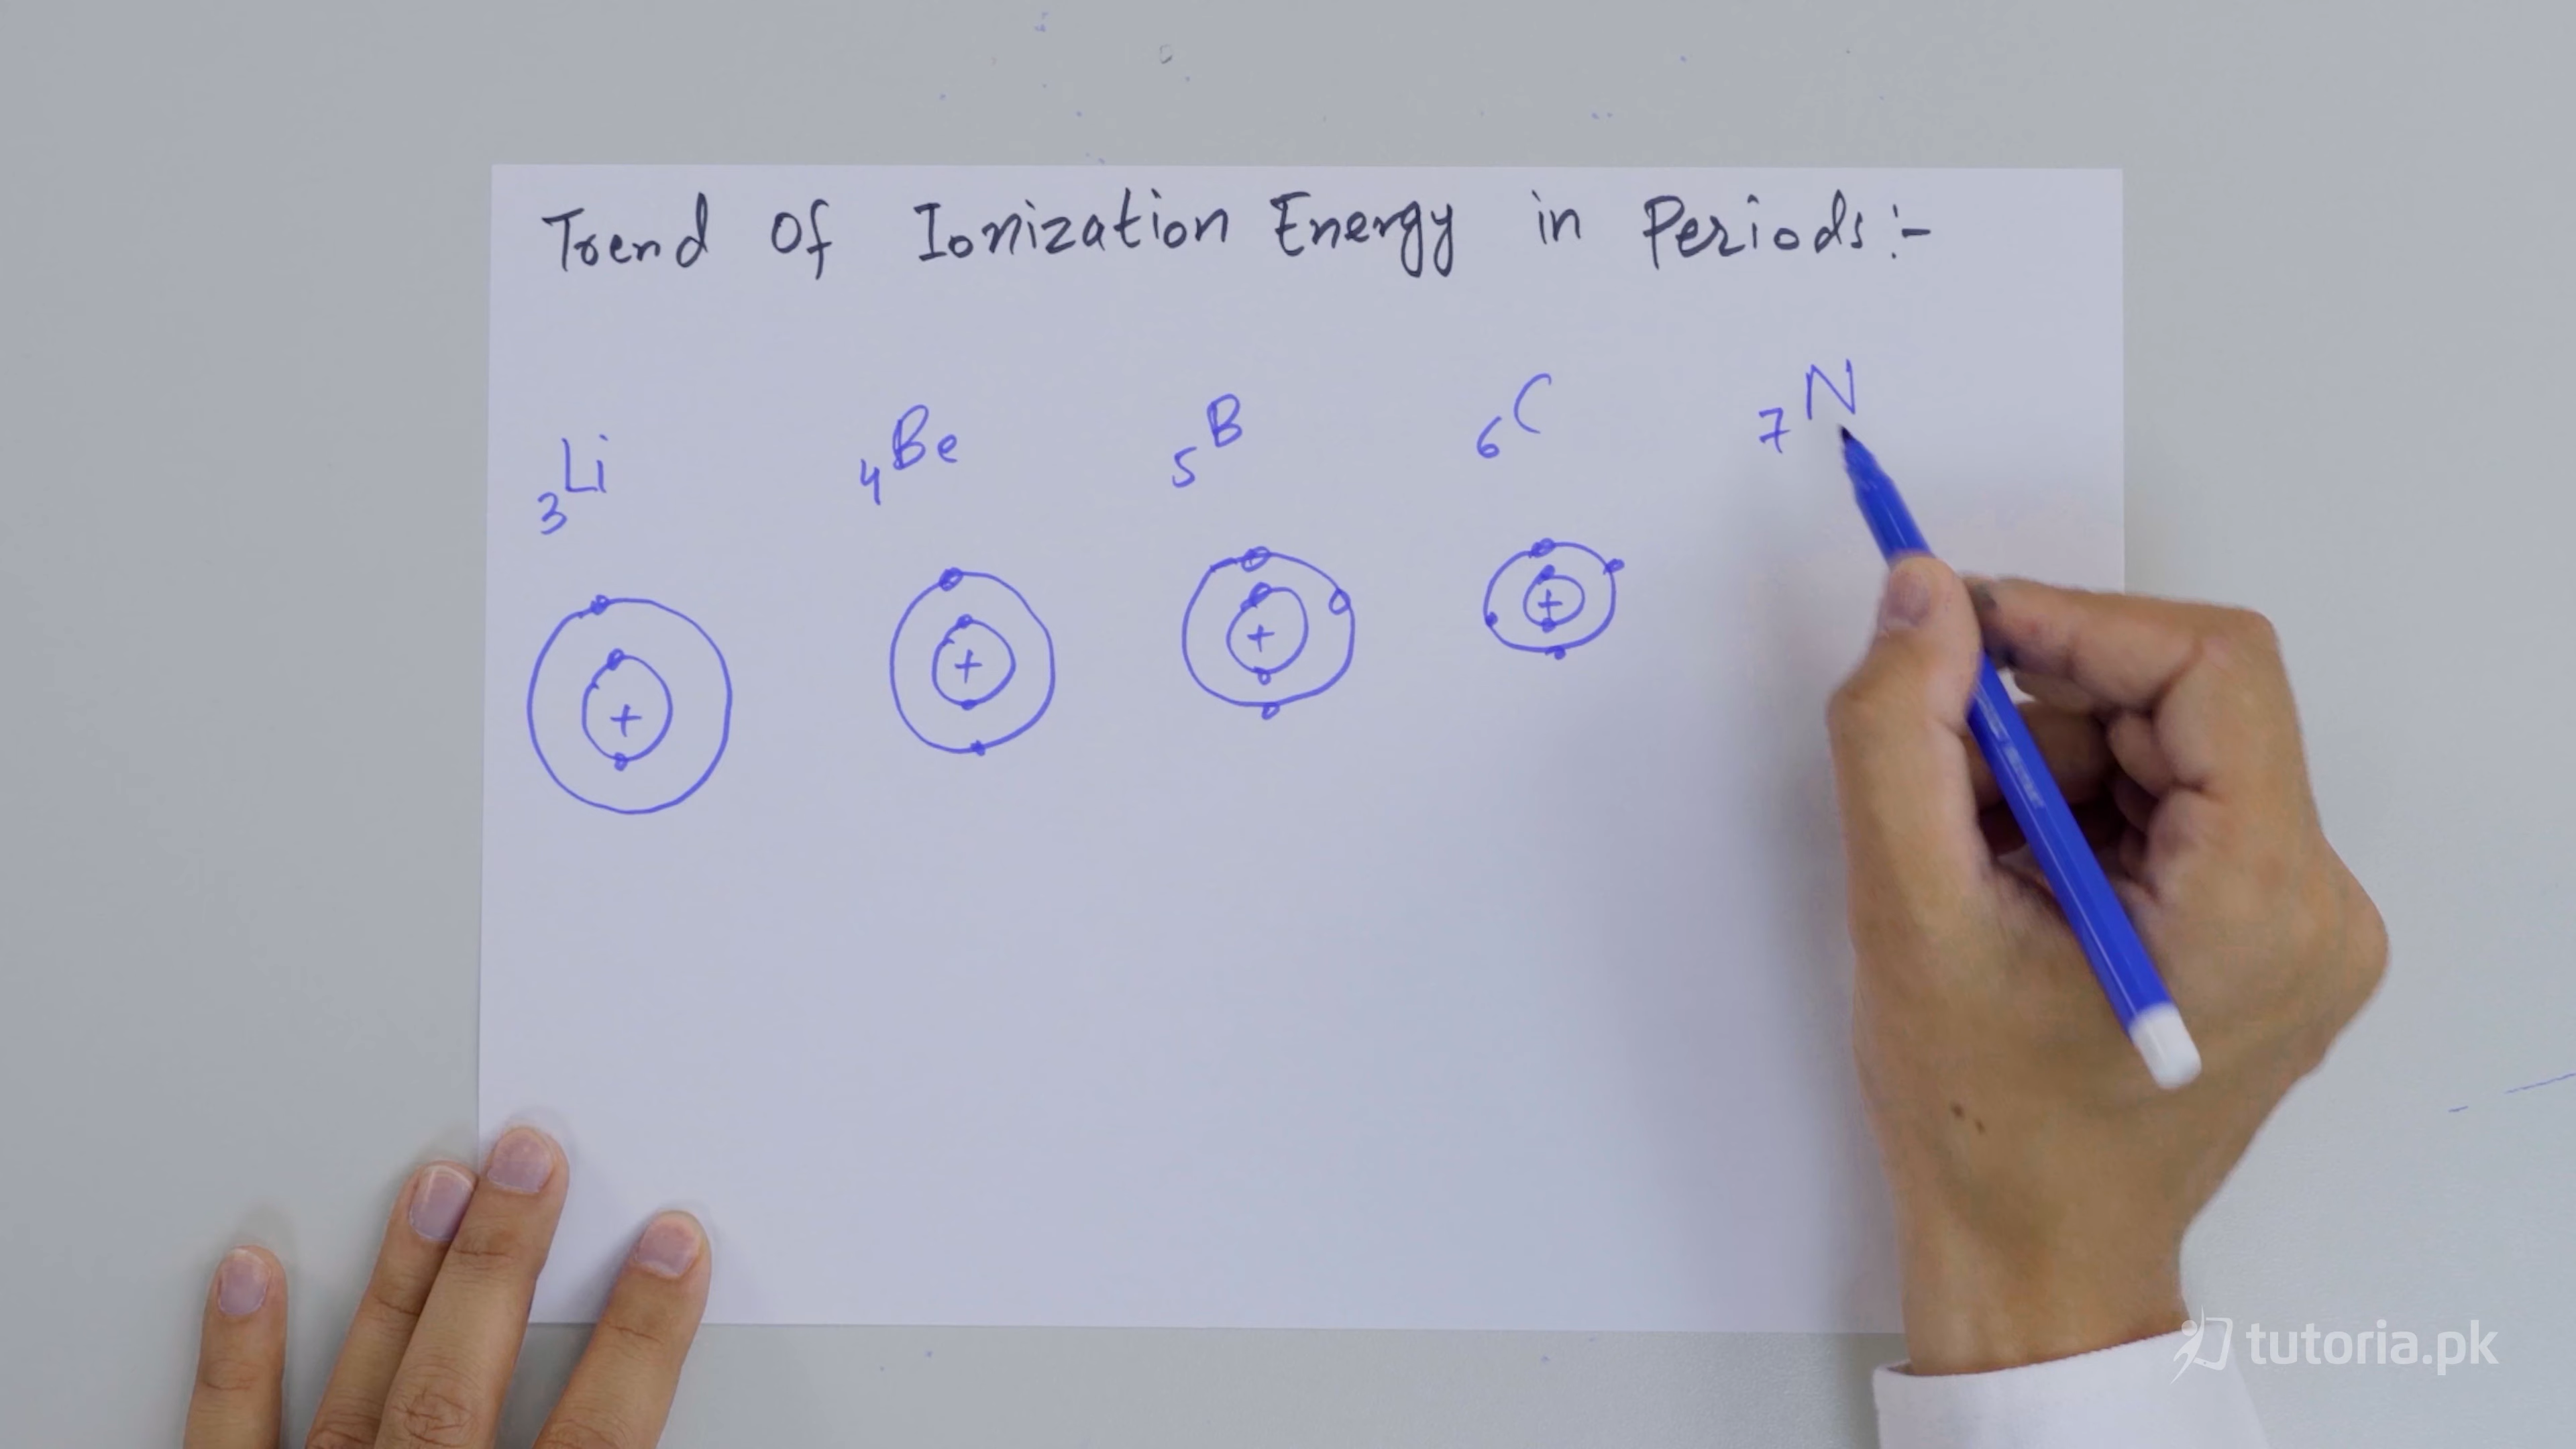 Trend Of Ionization Energy in Periods:-
3Li 4Be 5B 6C 7N
+ + + +
tutoria.pk